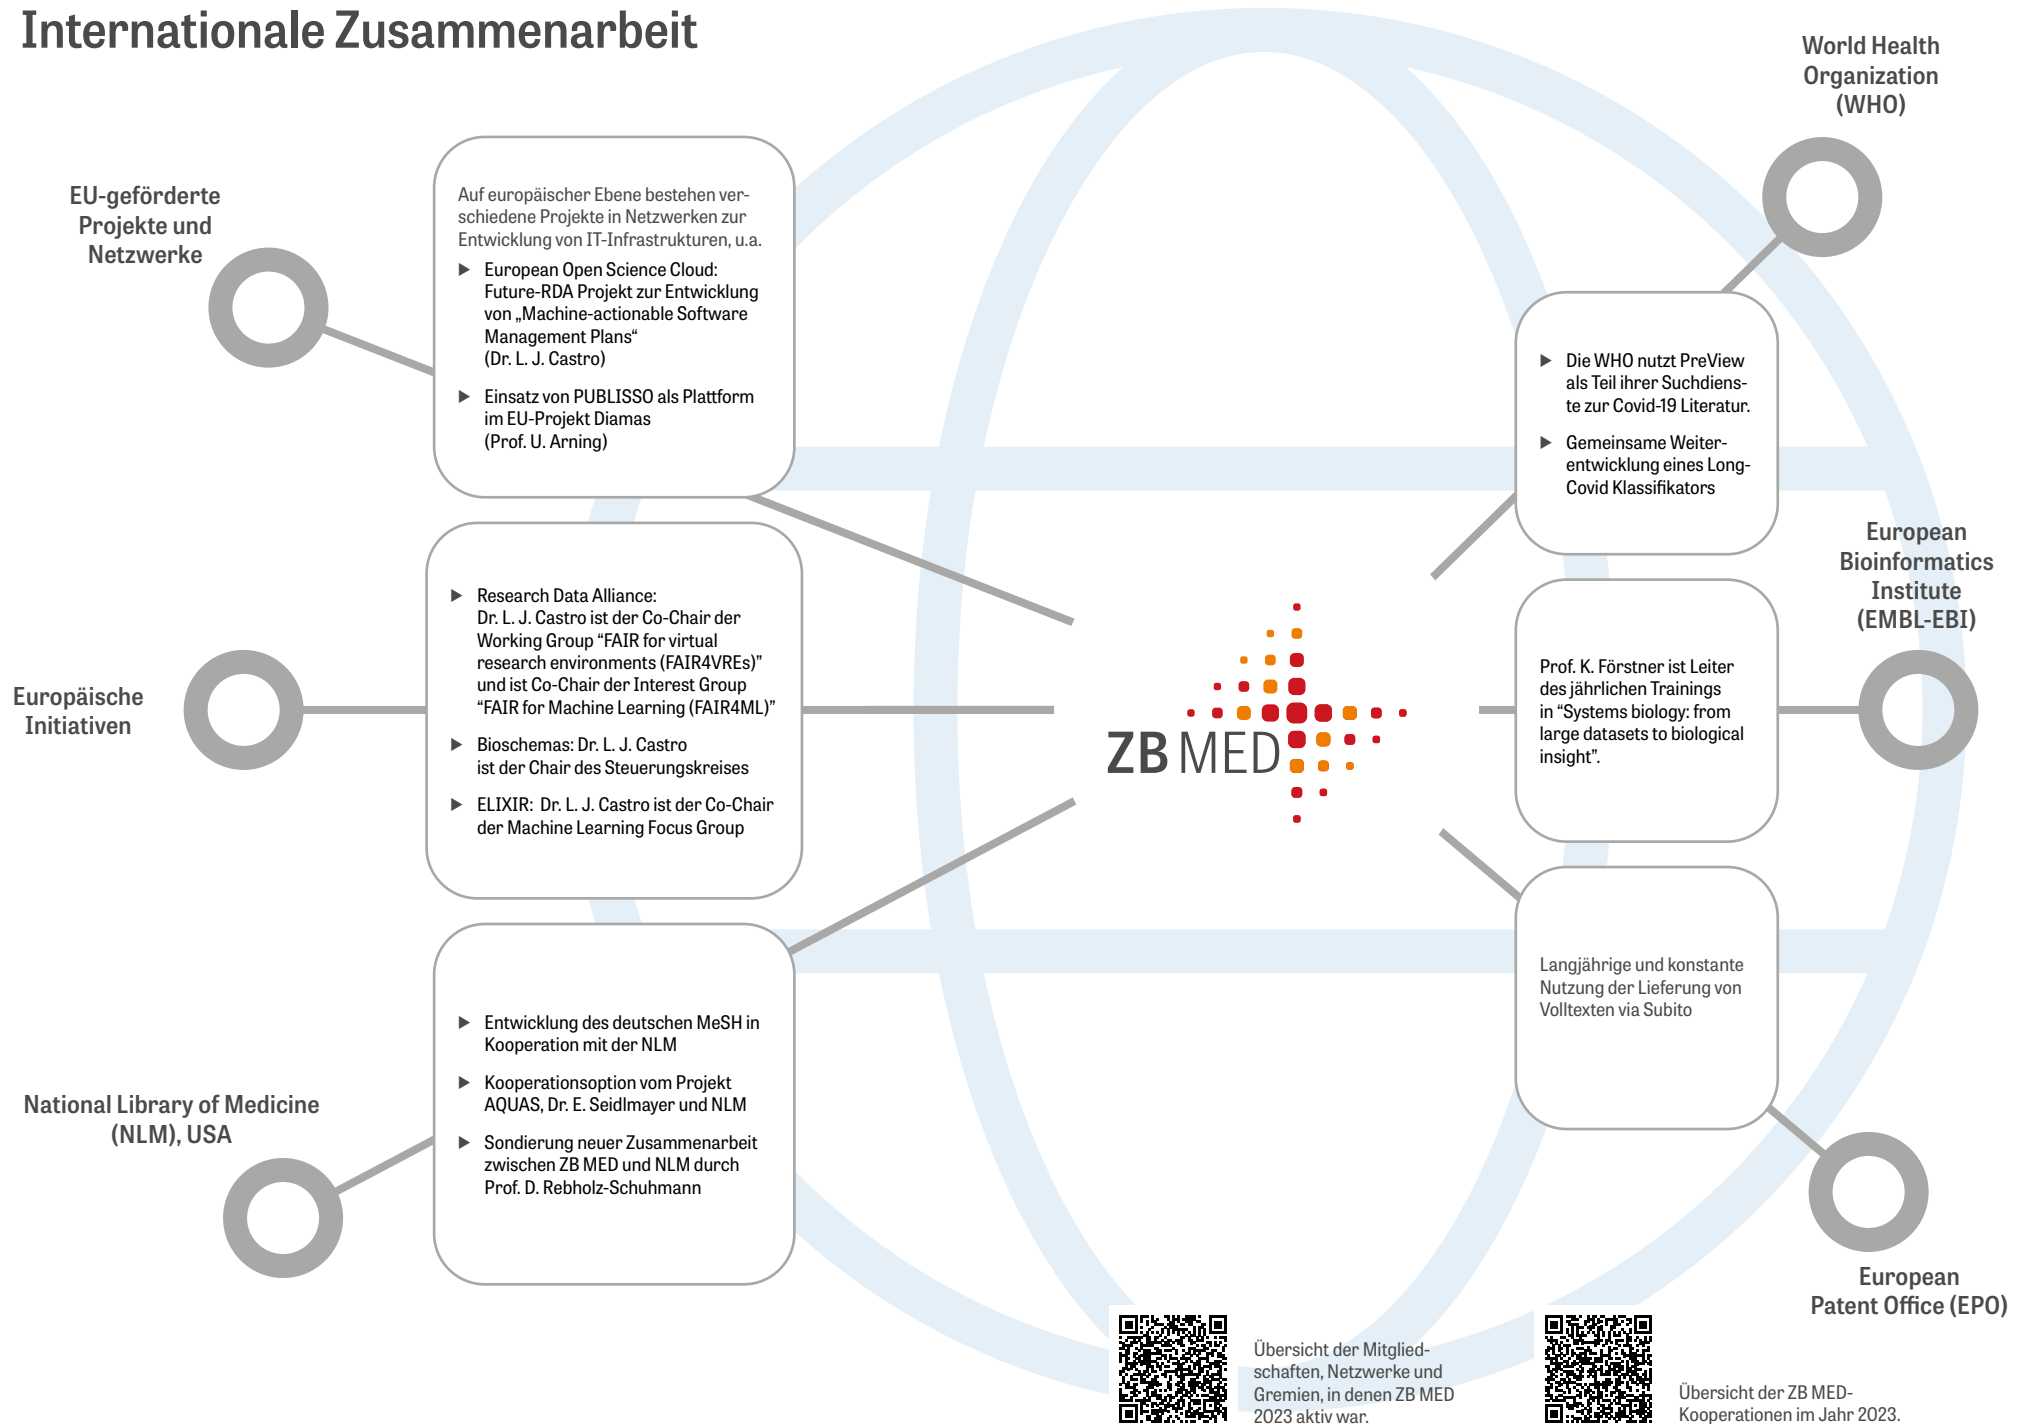 Internationale Zusammenarbeit
EU-geförderte
Projekte und
Netzwerke
Auf europäischer Ebene bestehen ver-
schiedene Projekte in Netzwerken zur
Entwicklung von IT-Infrastrukturen, u.a.
▶ European Open Science Cloud:
Future-RDA Projekt zur Entwicklung
von „Machine-actionable Software
Management Plans“
(Dr. L. J. Castro)
▶ Einsatz von PUBLISSO als Plattform
im EU-Projekt Diamas
(Prof. U. Arning)
Europäische
Initiativen
▶ Research Data Alliance:
Dr. L. J. Castro ist der Co-Chair der
Working Group “FAIR for virtual
research environments (FAIR4VREs)”
und ist Co-Chair der Interest Group
“FAIR for Machine Learning (FAIR4ML)”
▶ Bioschemas: Dr. L. J. Castro
ist der Chair des Steuerungskreises
▶ ELIXIR: Dr. L. J. Castro ist der Co-Chair
der Machine Learning Focus Group
National Library of Medicine
(NLM), USA
▶ Entwicklung des deutschen MeSH in
Kooperation mit der NLM
▶ Kooperationsoption vom Projekt
AQUAS, Dr. E. Seidlmayer und NLM
▶ Sondierung neuer Zusammenarbeit
zwischen ZB MED und NLM durch
Prof. D. Rebholz-Schuhmann
ZB MED
World Health
Organization
(WHO)
▶ Die WHO nutzt PreView
als Teil ihrer Suchdiens-
te zur Covid-19 Literatur.
▶ Gemeinsame Weiter-
entwicklung eines Long-
Covid Klassifikators
European
Bioinformatics
Institute
(EMBL-EBI)
Prof. K. Förstner ist Leiter
des jährlichen Trainings
in “Systems biology: from
large datasets to biological
insight”.
Langjährige und konstante
Nutzung der Lieferung von
Volltexten via Subito
European
Patent Office (EPO)
Übersicht der Mitglied-
schaften, Netzwerke und
Gremien, in denen ZB MED
2023 aktiv war.
Übersicht der ZB MED-
Kooperationen im Jahr 2023.